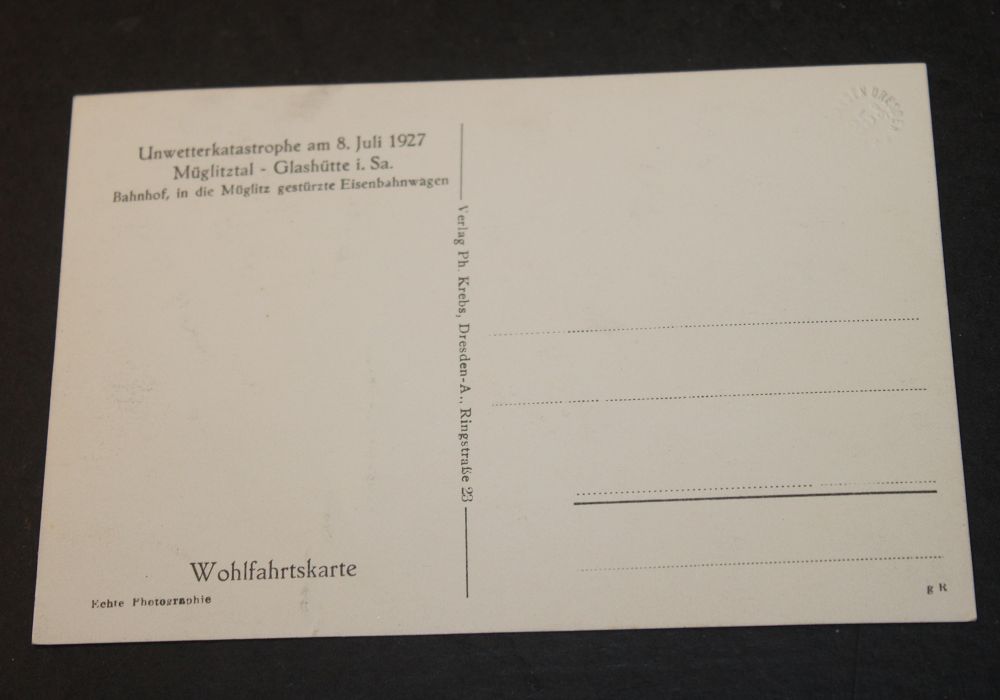 Unwetterkatastrophe am 8. Juli 1927
Müglitztal - Glashütte i. Sa.
Bahnhof, in die Müglitz gestürzte Eisenbahnwagen
Verlag Ph. Krebs, Dresden-A., Ringstraße 23
DRESDEN
Wohlfahrtskarte
Echte Photographie
g R